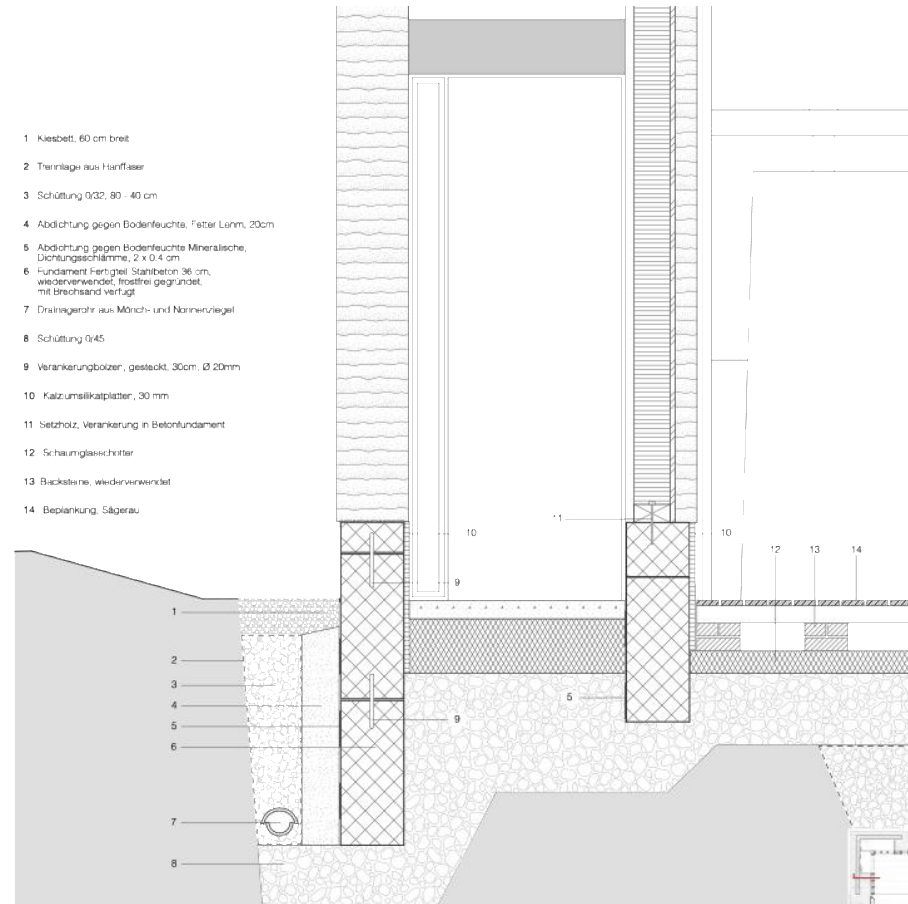 1 Kiesbett, 60 cm breit
2 Trennlage aus Hanffaser
3 Schüttung 0/32, 80 - 40 cm
4 Abdichtung gegen Bodenfeuchte, Fetter Lehm, 20cm
5 Abdichtung gegen Bodenfeuchte Mineralische,
Dichtungsschlämme, 2 x 0.4 cm
6 Fundament Fertigteil Stahlbeton 36 cm,
wiederverwendet, frostfrei gegründet,
mit Brechsand verfugt
7 Drainagerohr aus Mönch- und Nonnenziegel
8 Schüttung 0/45
9 Verankerungbolzen, gesteckt, 30cm, Ø 20mm
10 Kalziumsilikatplatten, 30 mm
11 Setzholz, Verankerung in Betonfundament
12 Schaumglasschotter
13 Backsteine, wiederverwendet
14 Beplankung, Sägerau
10
11
10
12 13 14
9
1
2
3
4
5
5
9
6
7
8